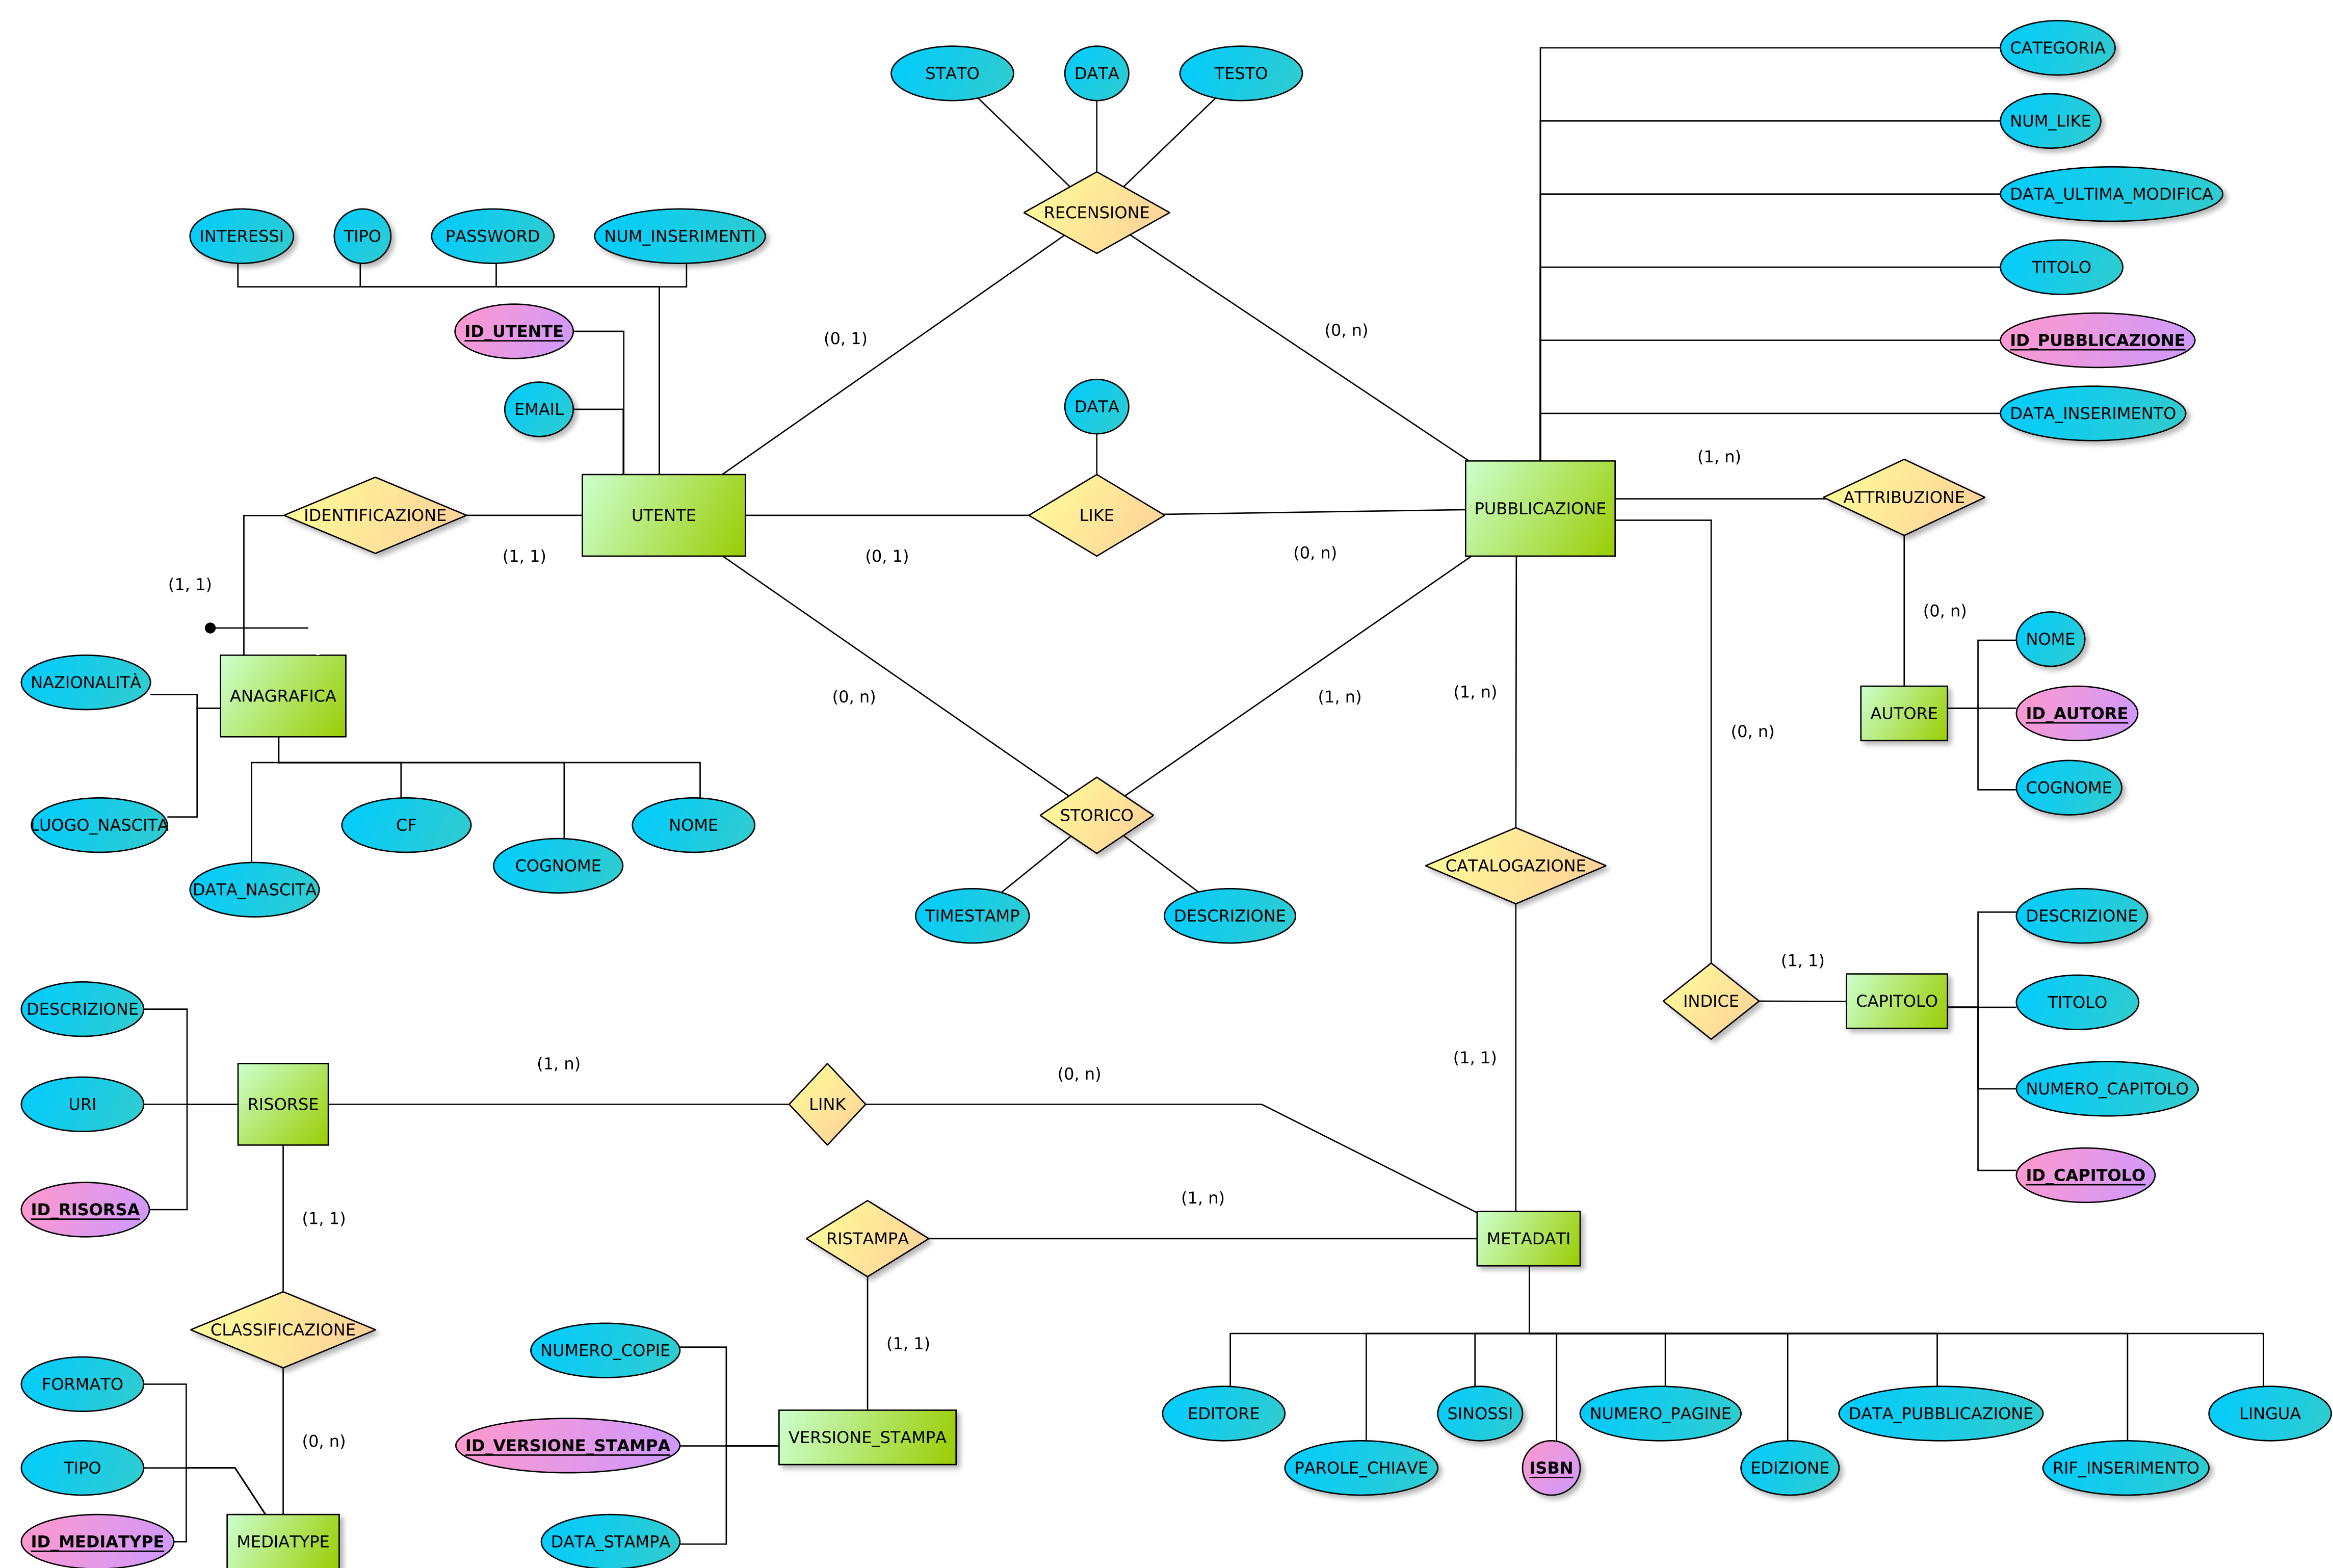 CATEGORIA
STATO
DATA
TESTO
NUM_LIKE
DATA_ULTIMA_MODIFICA
RECENSIONE
INTERESSI
TIPO
PASSWORD
NUM_INSERIMENTI
TITOLO
ID_UTENTE
(0, 1)
(0, n)
ID_PUBBLICAZIONE
EMAIL
DATA
DATA_INSERIMENTO
(1, n)
IDENTIFICAZIONE
UTENTE
LIKE
PUBBLICAZIONE
ATTRIBUZIONE
(1, 1)
(0, 1)
(0, n)
(1, 1)
(0, n)
NOME
NAZIONALITÀ
ANAGRAFICA
(0, n)
(1, n)
(1, n)
(0, n)
AUTORE
ID_AUTORE
COGNOME
LUOGO_NASCITA
CF
NOME
STORICO
COGNOME
CATALOGAZIONE
DATA_NASCITA
TIMESTAMP
DESCRIZIONE
DESCRIZIONE
(1, 1)
INDICE
CAPITOLO
TITOLO
DESCRIZIONE
(1, n)
(0, n)
(1, 1)
URI
RISORSE
LINK
NUMERO_CAPITOLO
ID_CAPITOLO
ID_RISORSA
(1, 1)
(1, n)
RISTAMPA
METADATI
CLASSIFICAZIONE
NUMERO_COPIE
(1, 1)
FORMATO
EDITORE
SINOSSI
NUMERO_PAGINE
DATA_PUBBLICAZIONE
LINGUA
(0, n)
ID_VERSIONE_STAMPA
VERSIONE_STAMPA
TIPO
PAROLE_CHIAVE
ISBN
EDIZIONE
RIF_INSERIMENTO
ID_MEDIATYPE
MEDIATYPE
DATA_STAMPA